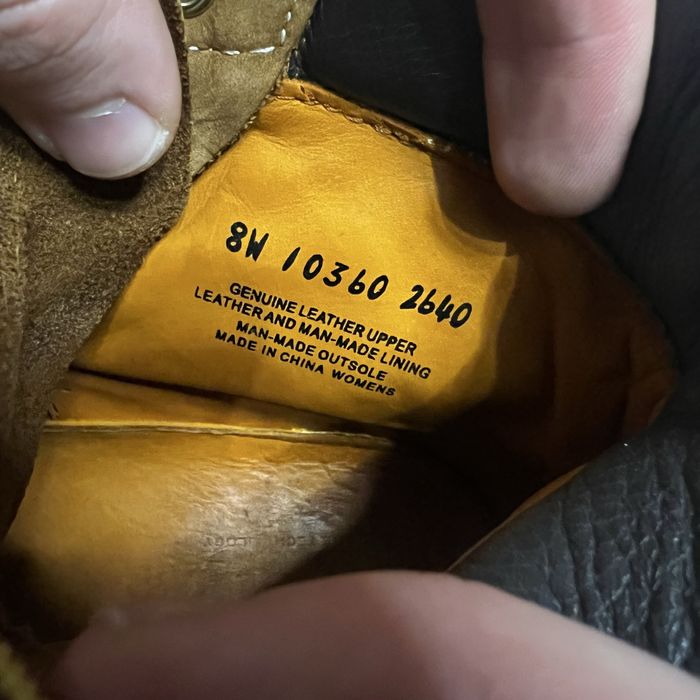 8W 10360 2640
GENUINE LEATHER UPPER
LEATHER AND MAN-MADE LINING
MAN-MADE OUTSOLE
MADE IN CHINA WOMENS